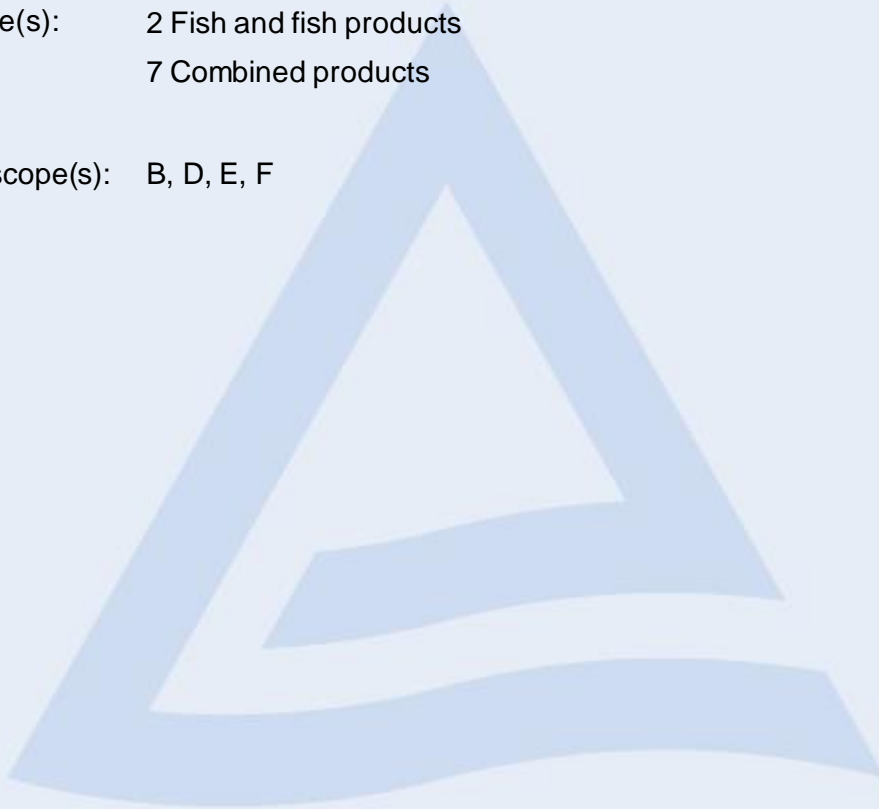 e(s): 2 Fish and fish products
7 Combined products
scope(s): B, D, E, F